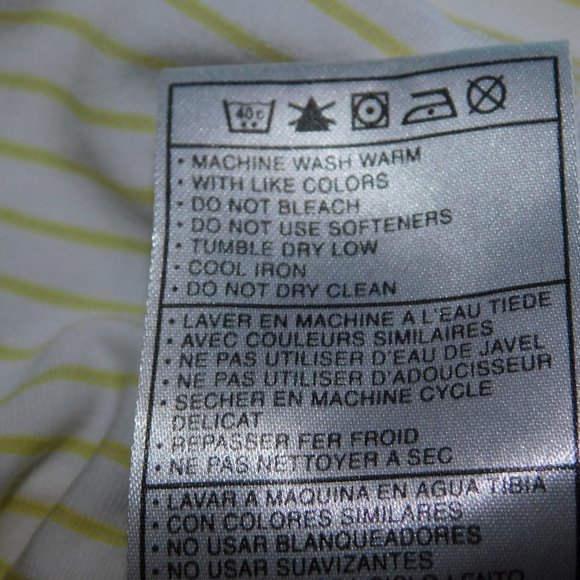 40 C
• MACHINE WASH WARM
• WITH LIKE COLORS
• DO NOT BLEACH
• DO NOT USE SOFTENERS
• TUMBLE DRY LOW
• COOL IRON
• DO NOT DRY CLEAN
• LAVER EN MACHINE A L'EAU TIEDE
• AVEC COULEURS SIMILAIRES
• NE PAS UTILISER D'EAU DE JAVEL
• NE PAS UTILISER D'ADOUCISSEUR
• SECHER EN MACHINE CYCLE
DELICAT
• REPASSER FER FROID
• NE PAS NETTOYER A SEC
• LAVAR A MAQUINA EN AGUA TIBIA
• CON COLORES SIMILARES
• NO USAR BLANQUEADORES
• NO USAR SUAVIZANTES